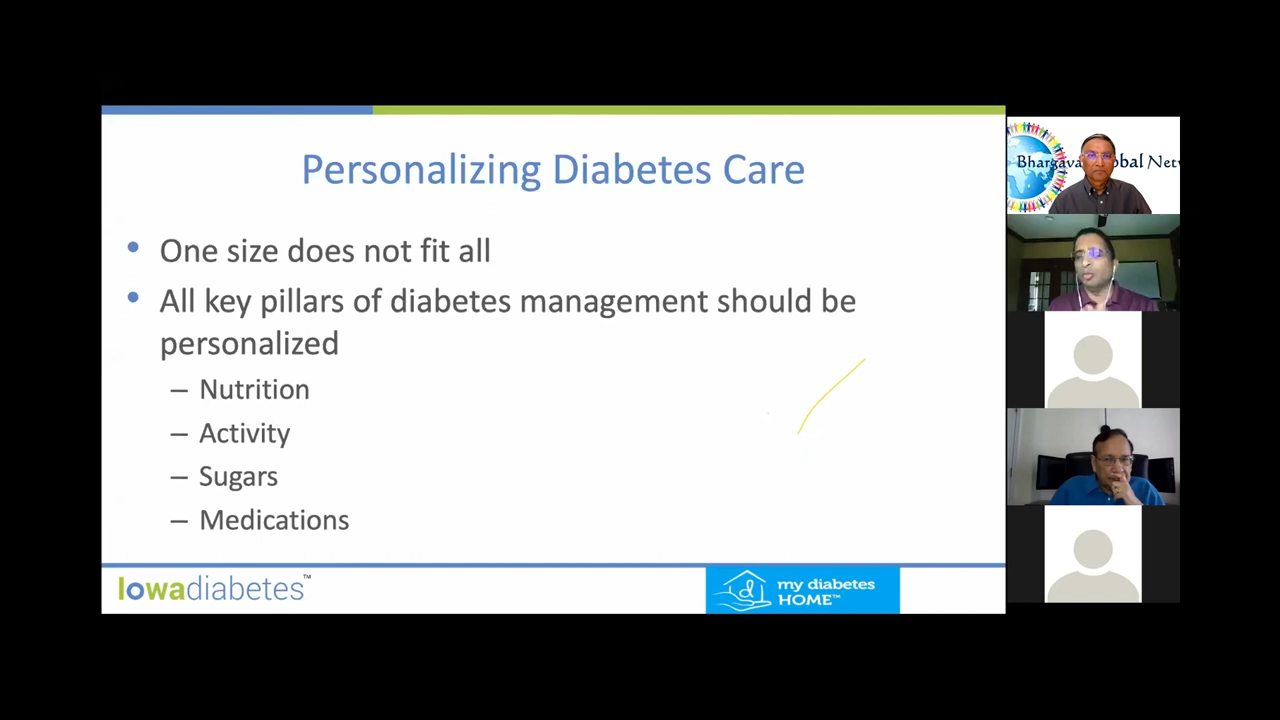 Personalizing Diabetes Care
• One size does not fit all
• All key pillars of diabetes management should be
personalized
– Nutrition
– Activity
– Sugars
– Medications
Iowadiabetes™
my diabetes
HOME™